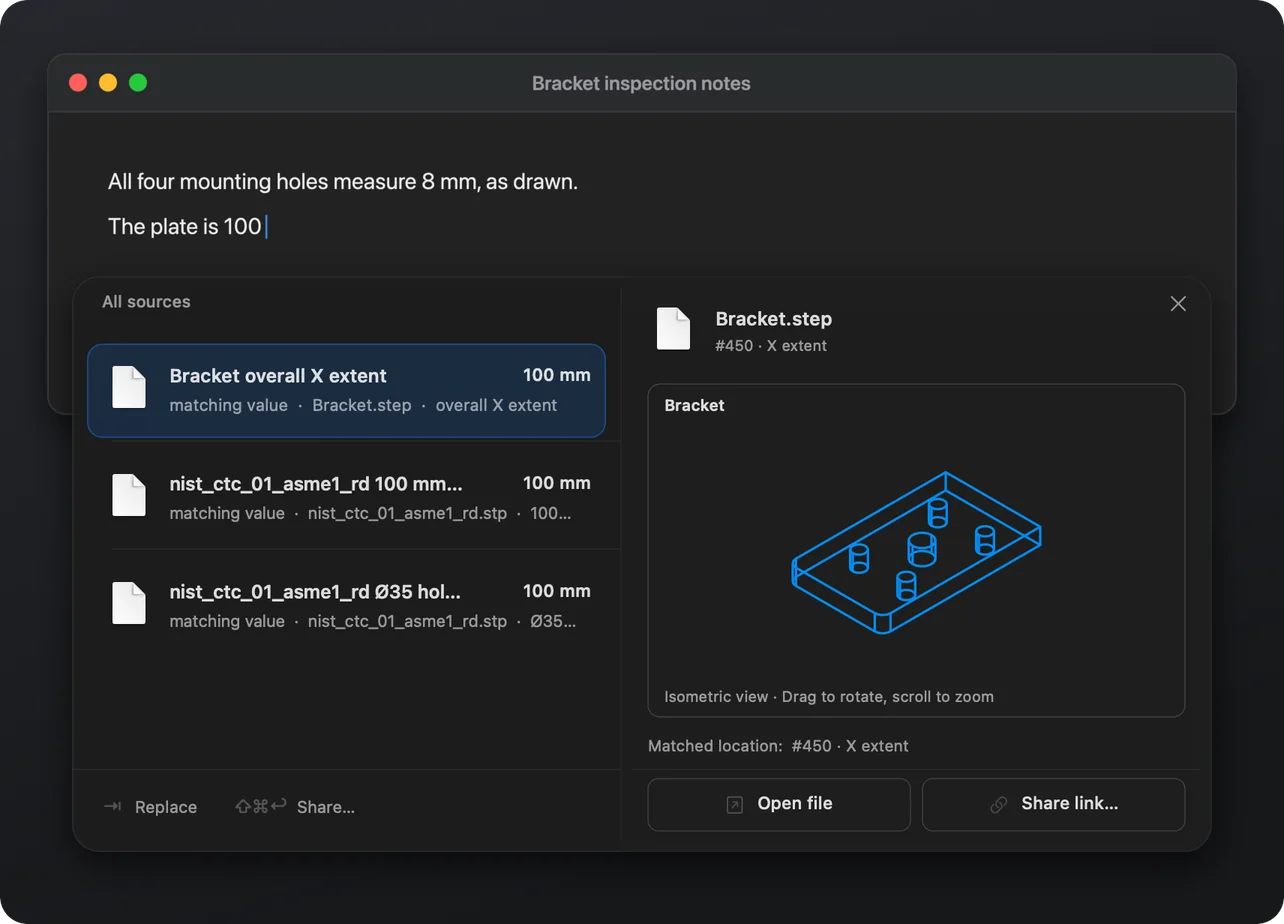 Bracket inspection notes
All four mounting holes measure 8 mm, as drawn.
The plate is 100
All sources
Bracket overall X extent 100 mm
matching value · Bracket.step · overall X extent
nist_ctc_01_asme1_rd 100 mm... 100 mm
matching value · nist_ctc_01_asme1_rd.stp · 100...
nist_ctc_01_asme1_rd Ø35 hol... 100 mm
matching value · nist_ctc_01_asme1_rd.stp · Ø35...
⇥ Replace ⇧⌘↩ Share...
Bracket.step
#450 · X extent
Bracket
Isometric view · Drag to rotate, scroll to zoom
Matched location: #450 · X extent
Open file
Share link...